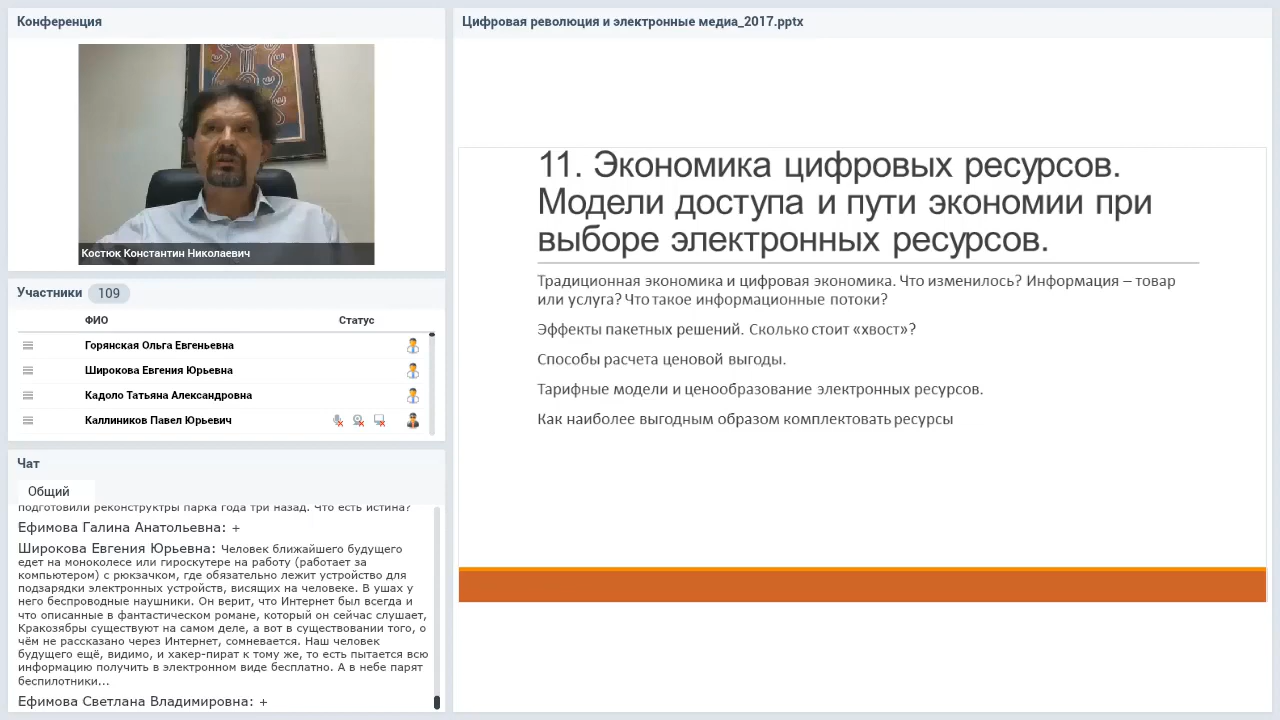 Конференция
Костюк Константин Николаевич
Участники 109
ФИО Статус
Горянская Ольга Евгеньевна
Широкова Евгения Юрьевна
Кадоло Татьяна Александровна
Каллиников Павел Юрьевич
Чат
Общий
подготовили реконструктры парка года три назад. Что есть истина?
Ефимова Галина Анатольевна: +
Широкова Евгения Юрьевна: Человек ближайшего будущего
едет на моноколесе или гироскутере на работу (работает за
компьютером) с рюкзачком, где обязательно лежит устройство для
подзарядки электронных устройств, висящих на человеке. В ушах у
него беспроводные наушники. Он верит, что Интернет был всегда и
что описанные в фантастическом романе, который он сейчас слушает,
Кракозябры существуют на самом деле, а вот в существовании того, о
чём не рассказано через Интернет, сомневается. Наш человек
будущего ещё, видимо, и хакер-пират к тому же, то есть пытается всю
информацию получить в электронном виде бесплатно. А в небе парят
беспилотники...
Ефимова Светлана Владимировна: +
Цифровая революция и электронные медиа_2017.pptx
11. Экономика цифровых ресурсов.
Модели доступа и пути экономии при
выборе электронных ресурсов.
Традиционная экономика и цифровая экономика. Что изменилось? Информация – товар
или услуга? Что такое информационные потоки?
Эффекты пакетных решений. Сколько стоит «хвост»?
Способы расчета ценовой выгоды.
Тарифные модели и ценообразование электронных ресурсов.
Как наиболее выгодным образом комплектовать ресурсы